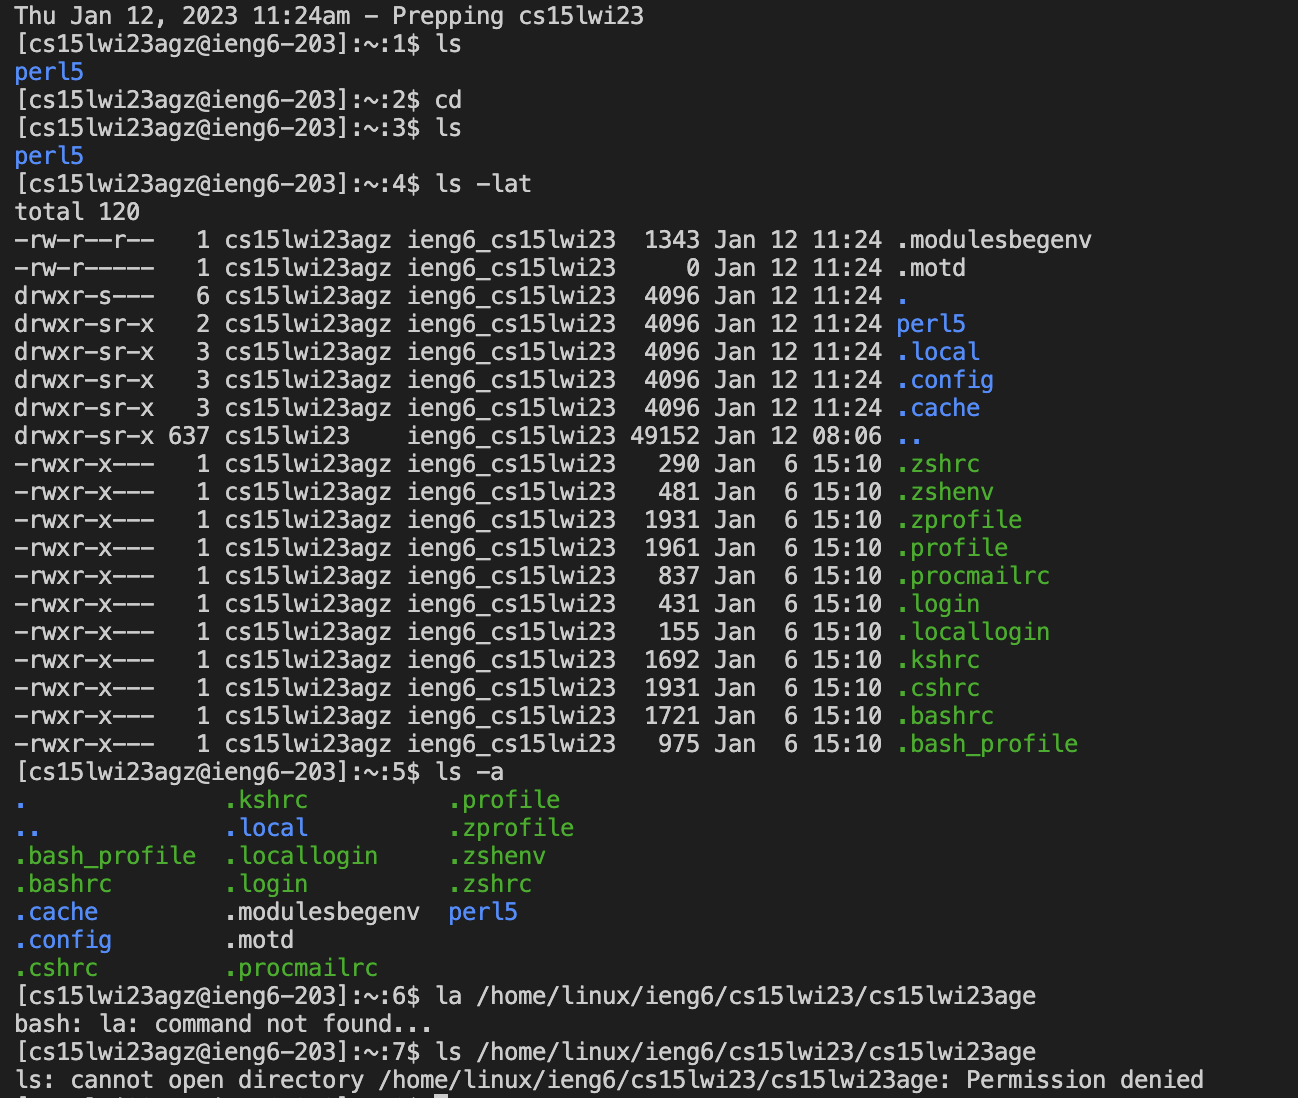 Thu Jan 12, 2023 11:24am - Prepping cs15lwi23
[cs15lwi23agz@ieng6-203]:~:1$ ls
perl5
[cs15lwi23agz@ieng6-203]:~:2$ cd
[cs15lwi23agz@ieng6-203]:~:3$ ls
perl5
[cs15lwi23agz@ieng6-203]:~:4$ ls -lat
total 120
-rw-r--r--   1 cs15lwi23agz ieng6_cs15lwi23  1343 Jan 12 11:24 .modulesbegenv
-rw-r-----   1 cs15lwi23agz ieng6_cs15lwi23     0 Jan 12 11:24 .motd
drwxr-s---   6 cs15lwi23agz ieng6_cs15lwi23  4096 Jan 12 11:24 .
drwxr-sr-x   2 cs15lwi23agz ieng6_cs15lwi23  4096 Jan 12 11:24 perl5
drwxr-sr-x   3 cs15lwi23agz ieng6_cs15lwi23  4096 Jan 12 11:24 .local
drwxr-sr-x   3 cs15lwi23agz ieng6_cs15lwi23  4096 Jan 12 11:24 .config
drwxr-sr-x   3 cs15lwi23agz ieng6_cs15lwi23  4096 Jan 12 11:24 .cache
drwxr-sr-x 637 cs15lwi23    ieng6_cs15lwi23 49152 Jan 12 08:06 ..
-rwxr-x---   1 cs15lwi23agz ieng6_cs15lwi23   290 Jan  6 15:10 .zshrc
-rwxr-x---   1 cs15lwi23agz ieng6_cs15lwi23   481 Jan  6 15:10 .zshenv
-rwxr-x---   1 cs15lwi23agz ieng6_cs15lwi23  1931 Jan  6 15:10 .zprofile
-rwxr-x---   1 cs15lwi23agz ieng6_cs15lwi23  1961 Jan  6 15:10 .profile
-rwxr-x---   1 cs15lwi23agz ieng6_cs15lwi23   837 Jan  6 15:10 .procmailrc
-rwxr-x---   1 cs15lwi23agz ieng6_cs15lwi23   431 Jan  6 15:10 .login
-rwxr-x---   1 cs15lwi23agz ieng6_cs15lwi23   155 Jan  6 15:10 .locallogin
-rwxr-x---   1 cs15lwi23agz ieng6_cs15lwi23  1692 Jan  6 15:10 .kshrc
-rwxr-x---   1 cs15lwi23agz ieng6_cs15lwi23  1931 Jan  6 15:10 .cshrc
-rwxr-x---   1 cs15lwi23agz ieng6_cs15lwi23  1721 Jan  6 15:10 .bashrc
-rwxr-x---   1 cs15lwi23agz ieng6_cs15lwi23   975 Jan  6 15:10 .bash_profile
[cs15lwi23agz@ieng6-203]:~:5$ ls -a
.              .kshrc          .profile
..             .local          .zprofile
.bash_profile  .locallogin     .zshenv
.bashrc        .login          .zshrc
.cache         .modulesbegenv  perl5
.config        .motd
.cshrc         .procmailrc
[cs15lwi23agz@ieng6-203]:~:6$ la /home/linux/ieng6/cs15lwi23/cs15lwi23age
bash: la: command not found...
[cs15lwi23agz@ieng6-203]:~:7$ ls /home/linux/ieng6/cs15lwi23/cs15lwi23age
ls: cannot open directory /home/linux/ieng6/cs15lwi23/cs15lwi23age: Permission denied